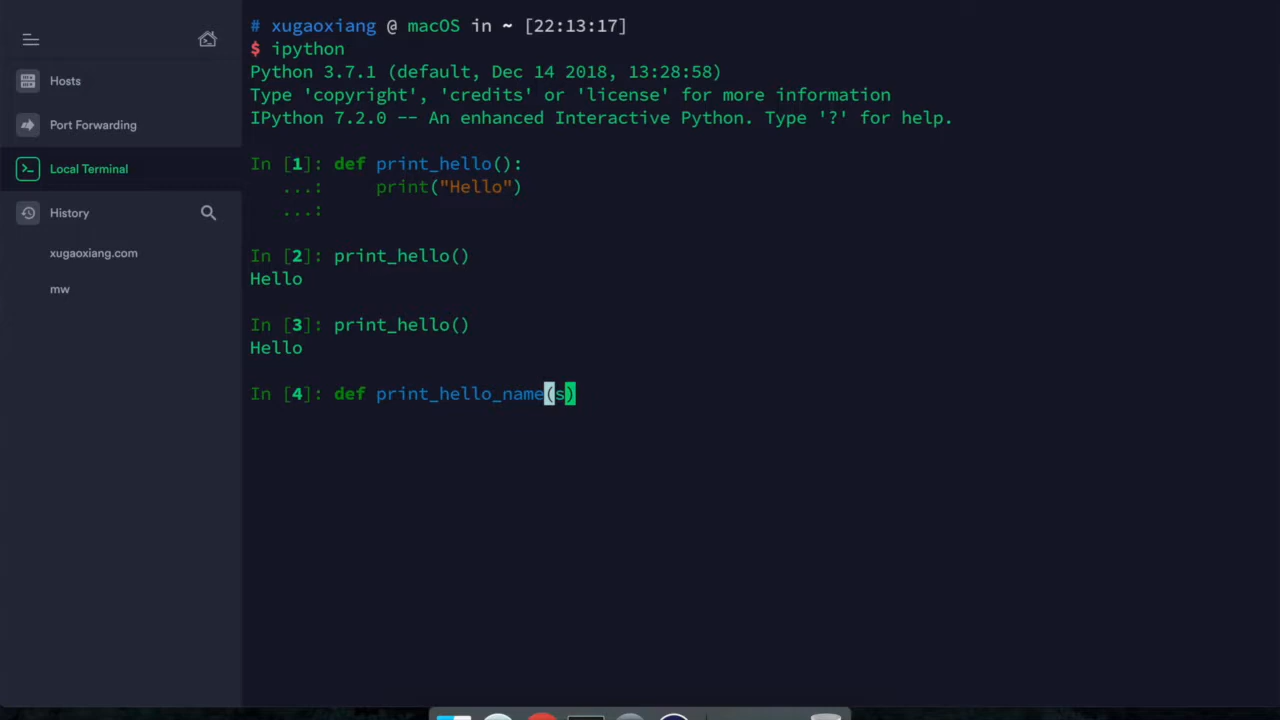 Hosts
Port Forwarding
Local Terminal
History
xugaoxiang.com
mw
# xugaoxiang @ macOS in ~ [22:13:17]
$ ipython
Python 3.7.1 (default, Dec 14 2018, 13:28:58)
Type 'copyright', 'credits' or 'license' for more information
IPython 7.2.0 -- An enhanced Interactive Python. Type '?' for help.
In [1]: def print_hello():
   ...:     print("Hello")
   ...:
In [2]: print_hello()
Hello
In [3]: print_hello()
Hello
In [4]: def print_hello_name(s)